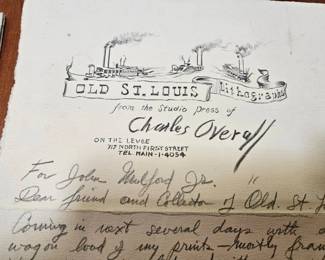 OLD ST. LOUIS Lithographs
from the Studio press of
Charles Overall
ON THE LEVEE
717 NORTH FIRST STREET
TEL. MAIN-1-4054
For John Mulford Jr. "
Dear friend and Collector of Old. St L
Coming in next several days with a
wagon load of my prints - mostly fram